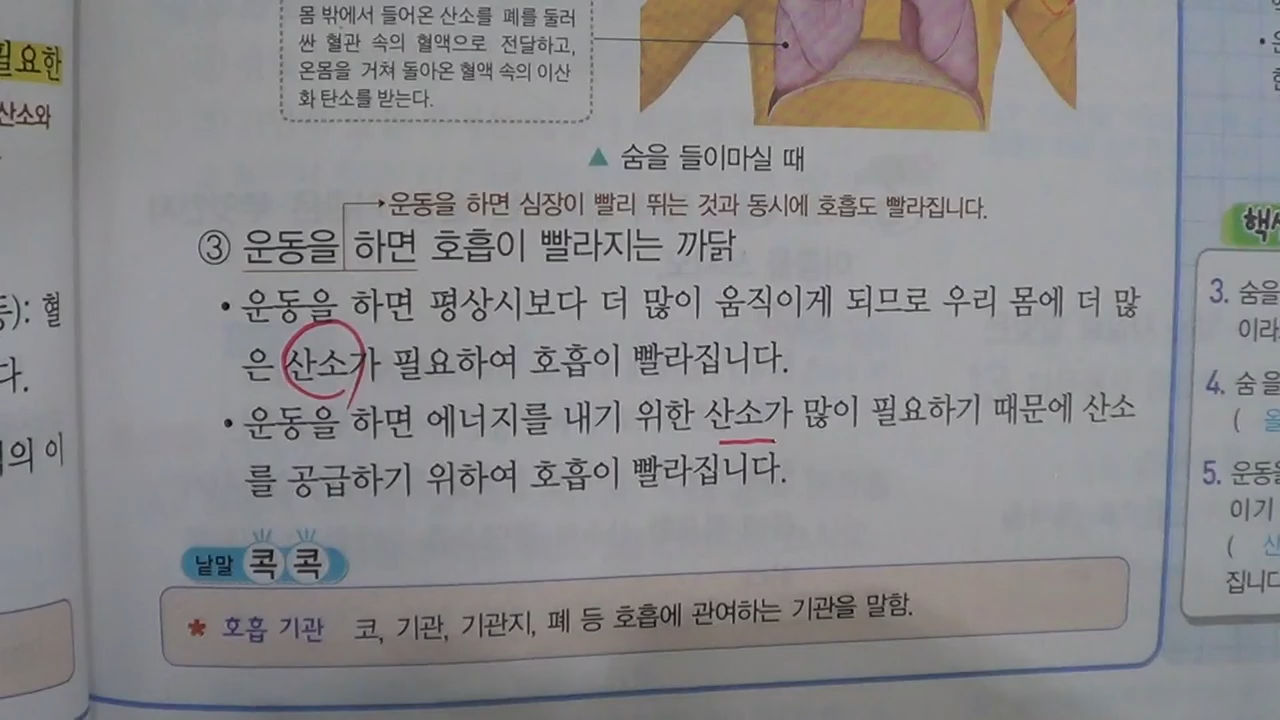 필요한
산소와
몸 밖에서 들어온 산소를 폐를 둘러
싼 혈관 속의 혈액으로 전달하고,
온몸을 거쳐 돌아온 혈액 속의 이산
화 탄소를 받는다.
▲ 숨을 들이마실 때
운동을 하면 심장이 빨리 뛰는 것과 동시에 호흡도 빨라집니다.
③ 운동을 하면 호흡이 빨라지는 까닭
• 운동을 하면 평상시보다 더 많이 움직이게 되므로 우리 몸에 더 많
은 산소가 필요하여 호흡이 빨라집니다.
• 운동을 하면 에너지를 내기 위한 산소가 많이 필요하기 때문에 산소
를 공급하기 위하여 호흡이 빨라집니다.
낱말 콕콕
* 호흡 기관 코, 기관, 기관지, 폐 등 호흡에 관여하는 기관을 말함.
): 혈
다.
의 이
3. 숨을
이라
4. 숨을
(
5. 운동을
이기
( 산
집니다